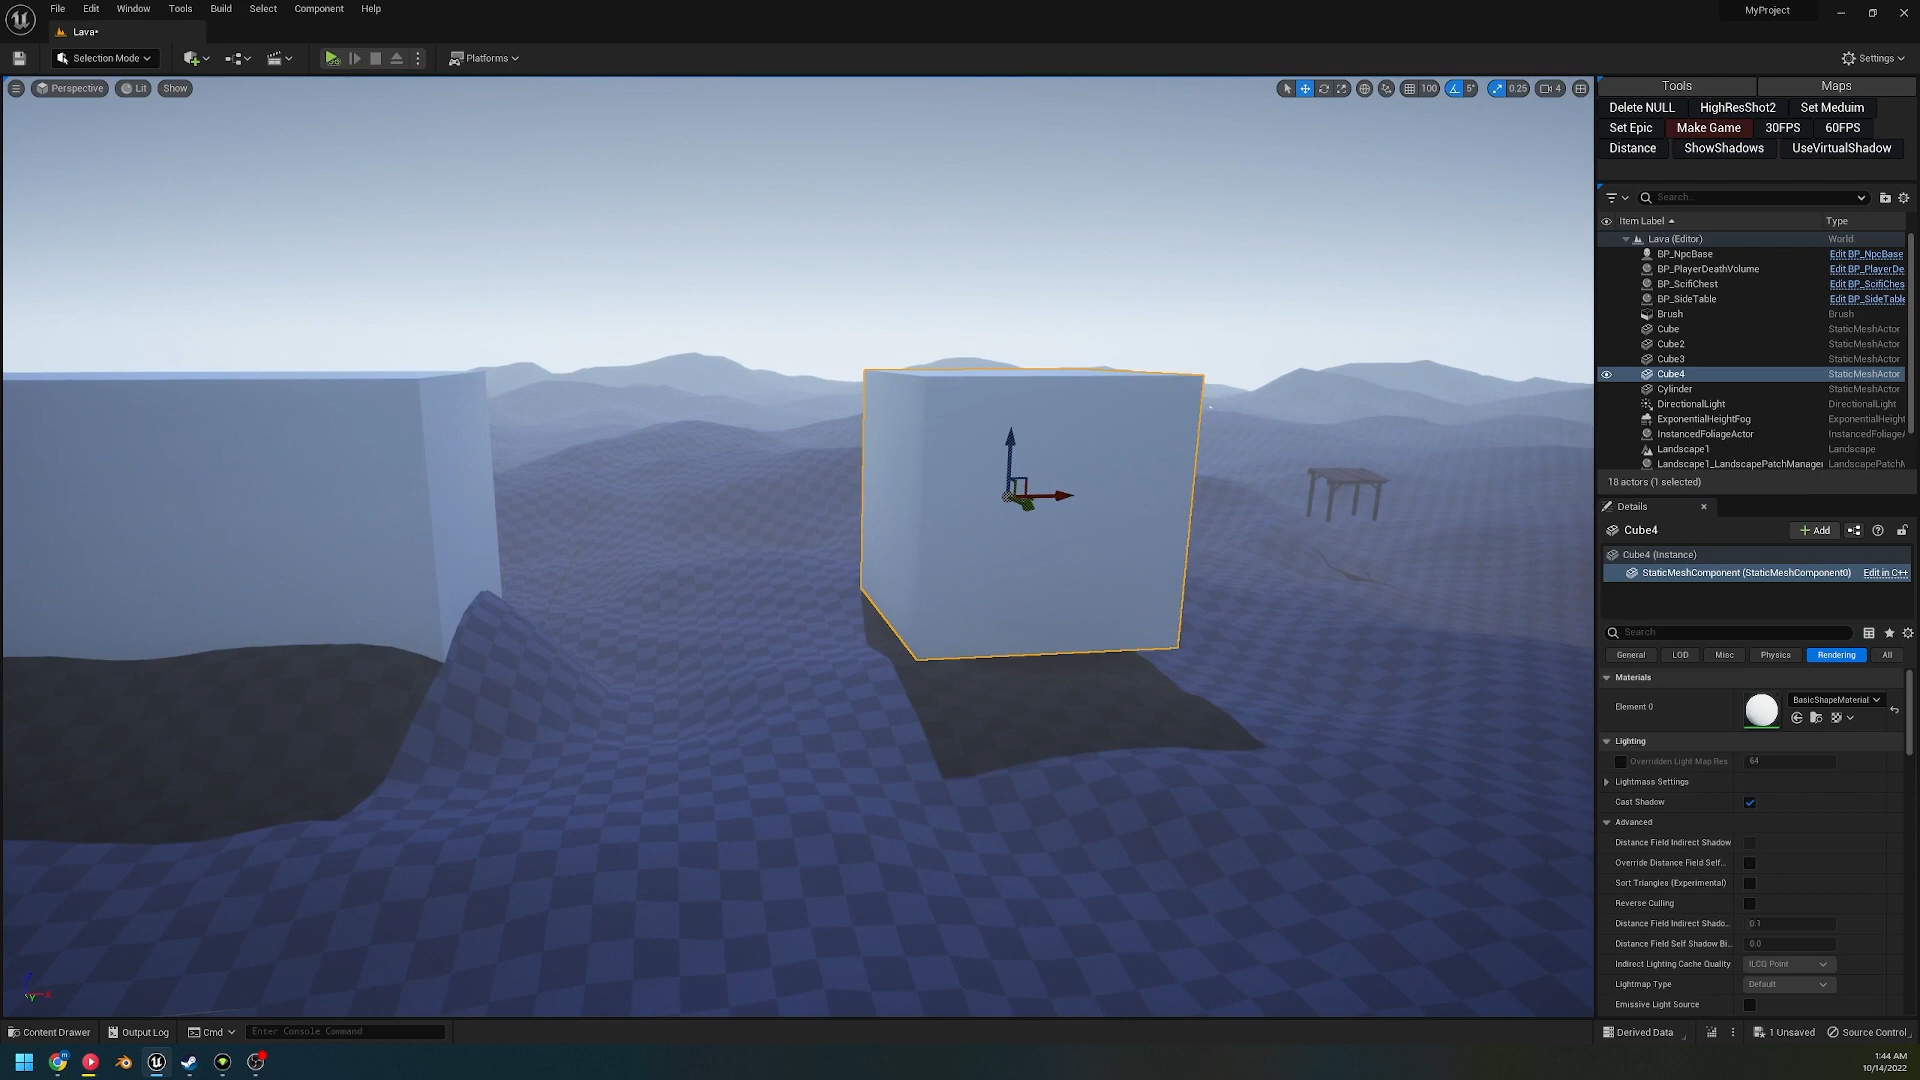 File Edit Window Tools Build Select Component Help
MyProject
Lava•
Selection Mode
Platforms
Settings
Perspective Lit Show
100 5° 0.25 4
Tools Maps
Delete NULL HighResShot2 Set Meduim
Set Epic Make Game 30FPS 60FPS
Distance ShowShadows UseVirtualShadow
Search...
Item Label Type
Lava (Editor) World
BP_NpcBase Edit BP_NpcBase
BP_PlayerDeathVolume Edit BP_PlayerDe
BP_ScifiChest Edit BP_ScifiChes
BP_SideTable Edit BP_SideTable
Brush Brush
Cube StaticMeshActor
Cube2 StaticMeshActor
Cube3 StaticMeshActor
Cube4 StaticMeshActor
Cylinder StaticMeshActor
DirectionalLight DirectionalLight
ExponentialHeightFog ExponentialHeight
InstancedFoliageActor InstancedFoliageA
Landscape1 Landscape
Landscape1_LandscapePatchManager LandscapePatchM
18 actors (1 selected)
Details
Cube4
Add
Cube4 (Instance)
StaticMeshComponent (StaticMeshComponent0) Edit in C++
Search
General LOD Misc Physics Rendering All
Materials
Element 0
BasicShapeMaterial
Lighting
Overridden Light Map Res 64
Lightmass Settings
Cast Shadow
Advanced
Distance Field Indirect Shadow
Override Distance Field Self...
Sort Triangles (Experimental)
Reverse Culling
Distance Field Indirect Shado... 0.1
Distance Field Self Shadow Bi... 0.0
Indirect Lighting Cache Quality ILCQ Point
Lightmap Type Default
Emissive Light Source
Content Drawer Output Log Cmd Enter Console Command
Derived Data 1 Unsaved Source Control
1:44 AM
10/14/2022